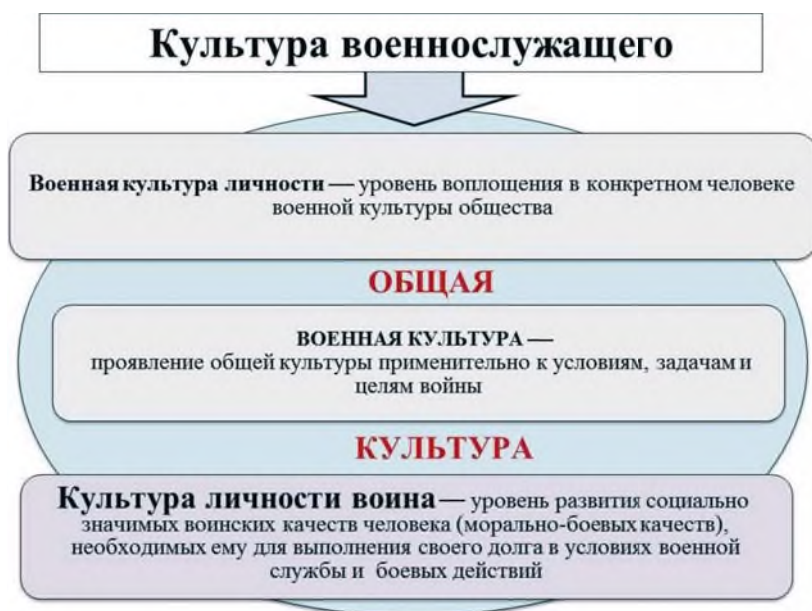 Культура военнослужащего
Военная культура личности — уровень воплощения в конкретном человеке
военной культуры общества
ОБЩАЯ
ВОЕННАЯ КУЛЬТУРА —
проявление общей культуры применительно к условиям, задачам и
целям войны
КУЛЬТУРА
Культура личности воина — уровень развития социально
значимых воинских качеств человека (морально-боевых качеств),
необходимых ему для выполнения своего долга в условиях военной
службы и боевых действий